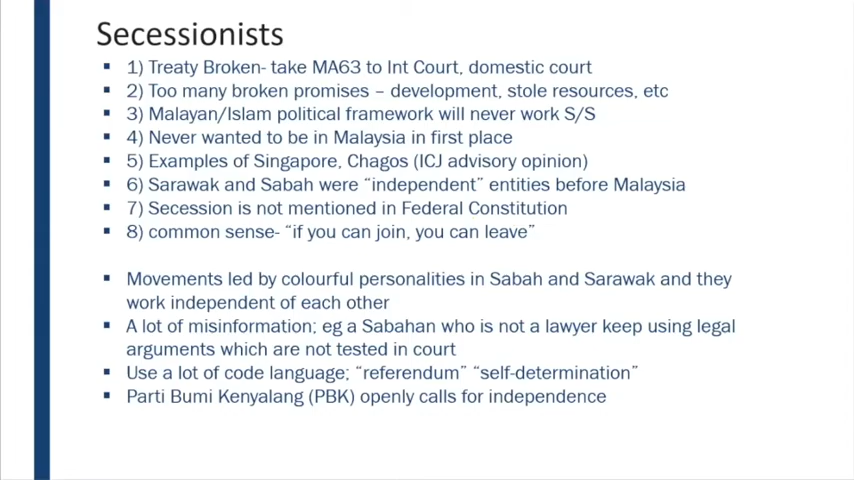 Secessionists
▪ 1) Treaty Broken- take MA63 to Int Court, domestic court
▪ 2) Too many broken promises – development, stole resources, etc
▪ 3) Malayan/Islam political framework will never work S/S
▪ 4) Never wanted to be in Malaysia in first place
▪ 5) Examples of Singapore, Chagos (ICJ advisory opinion)
▪ 6) Sarawak and Sabah were “independent” entities before Malaysia
▪ 7) Secession is not mentioned in Federal Constitution
▪ 8) common sense- “if you can join, you can leave”
▪ Movements led by colourful personalities in Sabah and Sarawak and they
work independent of each other
▪ A lot of misinformation; eg a Sabahan who is not a lawyer keep using legal
arguments which are not tested in court
▪ Use a lot of code language; “referendum” “self-determination”
▪ Parti Bumi Kenyalang (PBK) openly calls for independence